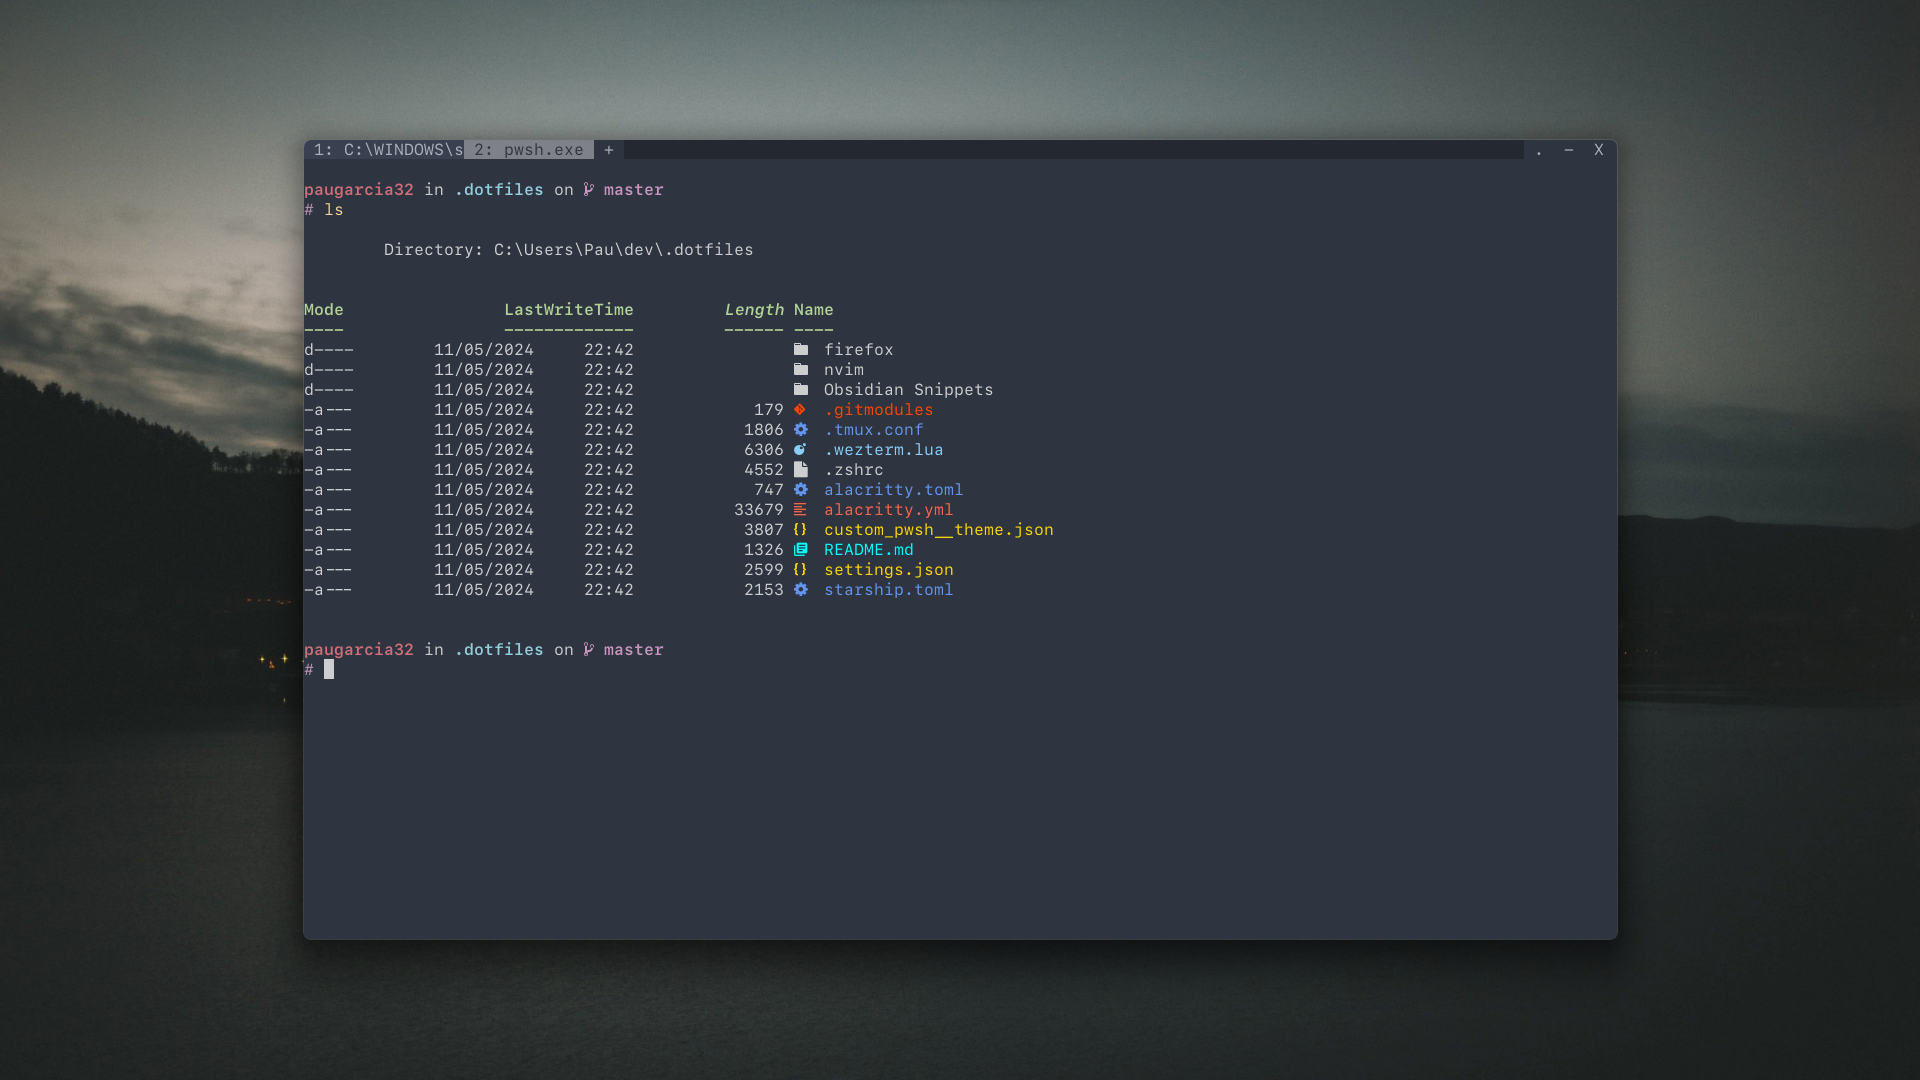 1: C:\WINDOWS\s 2: pwsh.exe + . - X
paugarcia32 in .dotfiles on master
# ls
Directory: C:\Users\Pau\dev\.dotfiles
Mode LastWriteTime Length Name
---- ------------- ------ ----
d---- 11/05/2024 22:42 firefox
d---- 11/05/2024 22:42 nvim
d---- 11/05/2024 22:42 Obsidian Snippets
-a--- 11/05/2024 22:42 179 .gitmodules
-a--- 11/05/2024 22:42 1806 .tmux.conf
-a--- 11/05/2024 22:42 6306 .wezterm.lua
-a--- 11/05/2024 22:42 4552 .zshrc
-a--- 11/05/2024 22:42 747 alacritty.toml
-a--- 11/05/2024 22:42 33679 alacritty.yml
-a--- 11/05/2024 22:42 3807 {} custom_pwsh__theme.json
-a--- 11/05/2024 22:42 1326 README.md
-a--- 11/05/2024 22:42 2599 {} settings.json
-a--- 11/05/2024 22:42 2153 starship.toml
paugarcia32 in .dotfiles on master
#